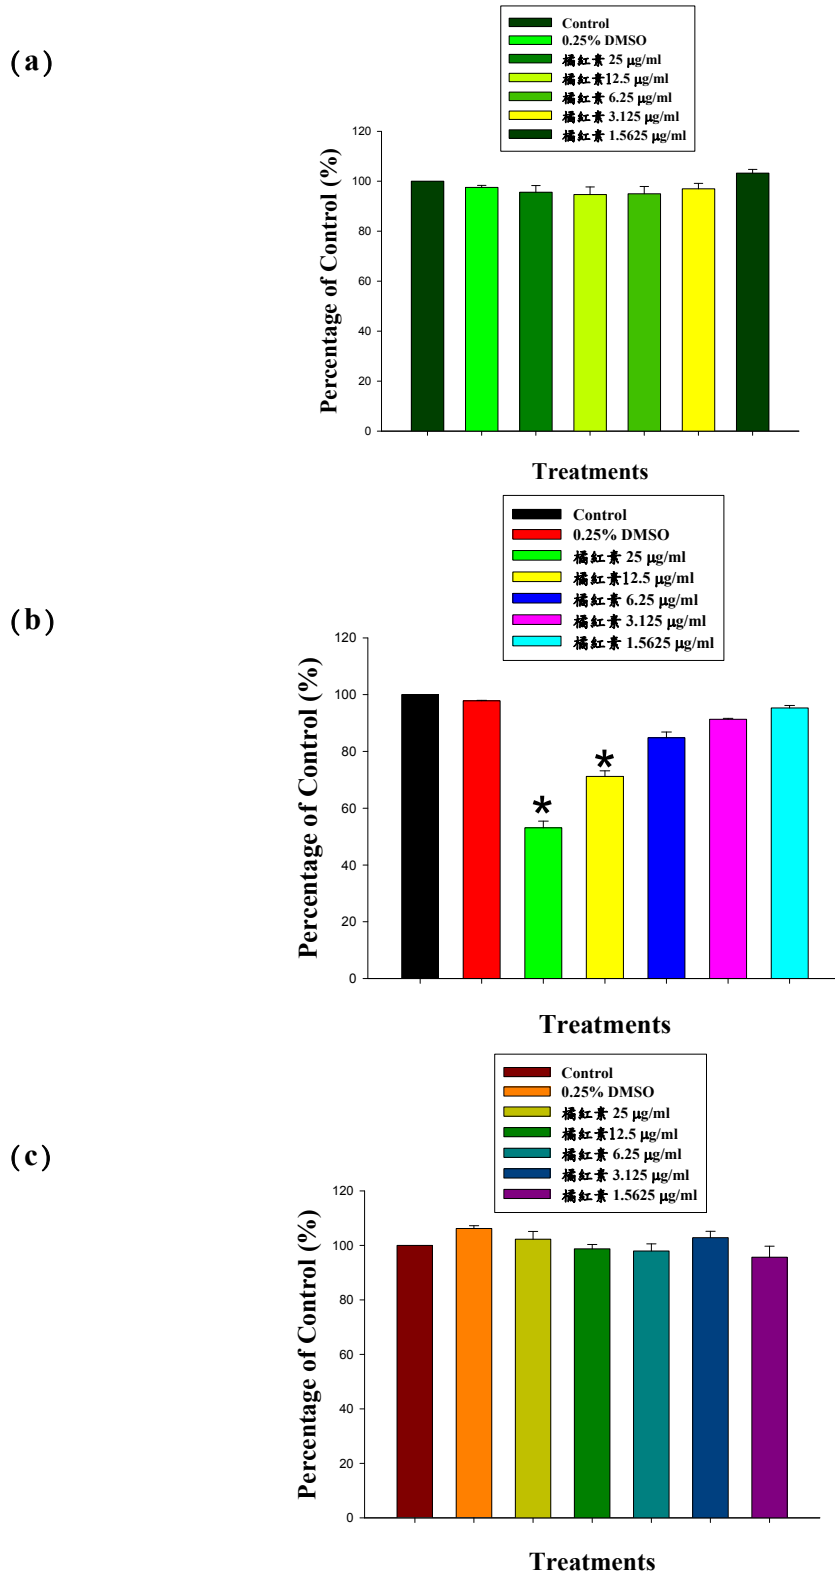 (a)
Control
0.25% DMSO
橘紅素 25 μg/ml
橘紅素12.5 μg/ml
橘紅素 6.25 μg/ml
橘紅素 3.125 μg/ml
橘紅素 1.5625 μg/ml
Percentage of Control (%)
120
100
80
60
40
20
0
Treatments
(b)
Control
0.25% DMSO
橘紅素 25 μg/ml
橘紅素12.5 μg/ml
橘紅素 6.25 μg/ml
橘紅素 3.125 μg/ml
橘紅素 1.5625 μg/ml
Percentage of Control (%)
120
100
80
60
40
20
0
*
*
Treatments
(c)
Control
0.25% DMSO
橘紅素 25 μg/ml
橘紅素12.5 μg/ml
橘紅素 6.25 μg/ml
橘紅素 3.125 μg/ml
橘紅素 1.5625 μg/ml
Percentage of Control (%)
120
100
80
60
40
20
0
Treatments